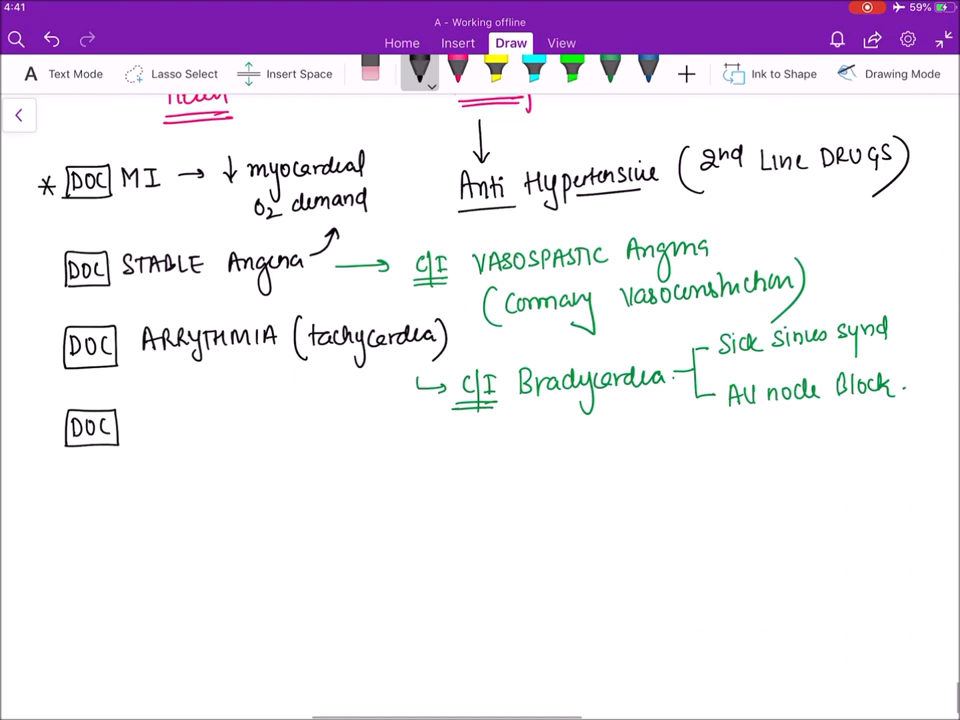 4:41
59%
A - Working offline
Home Insert Draw View
A Text Mode Lasso Select Insert Space Ink to Shape Drawing Mode
Anti Hypertensive (2nd Line DRUGS)
* DOC MI → ↓ myocardial
O2 demand
DOC STABLE Angina → C/I VASOSPASTIC Angina
(Coronary Vasoconstriction)
DOC ARRYTHMIA (tachycardia)
C/I Bradycardia
Sick sinus synd
AV node Block.
DOC